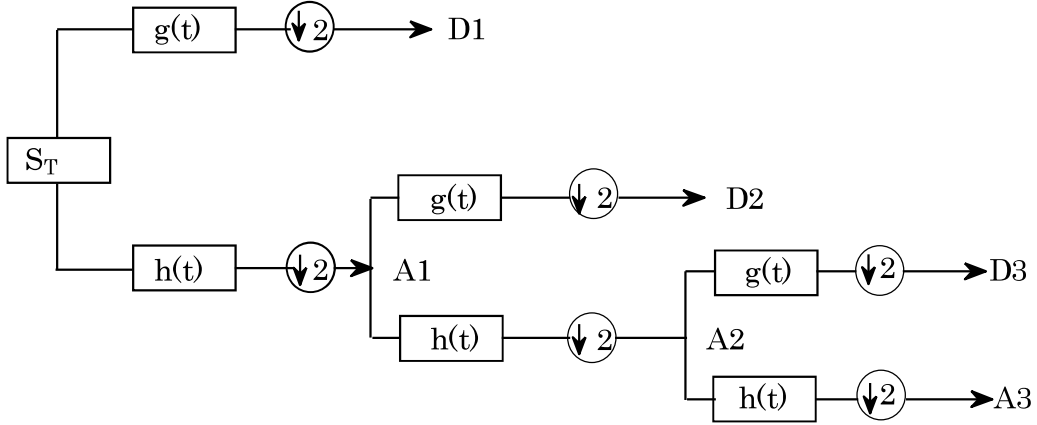 g(t) ↓ 2 D1
S_T
g(t) ↓ 2 D2
h(t) ↓ 2 A1
g(t) ↓ 2 D3
h(t) ↓ 2 A2
h(t) ↓ 2 A3